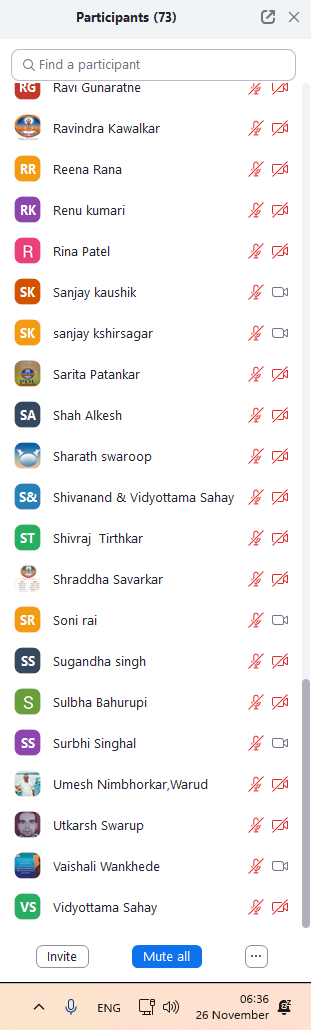 Participants (73)
Find a participant
RG Ravi Gunaratne
Ravindra Kawalkar
RR Reena Rana
RK Renu kumari
R Rina Patel
SK Sanjay kaushik
SK sanjay kshirsagar
Sarita Patankar
SA Shah Alkesh
Sharath swaroop
S& Shivanand & Vidyottama Sahay
ST Shivraj Tirthkar
Shraddha Savarkar
SR Soni rai
SS Sugandha singh
S Sulbha Bahurupi
SS Surbhi Singhal
Umesh Nimbhorkar,Warud
Utkarsh Swarup
Vaishali Wankhede
VS Vidyottama Sahay
Invite Mute all ...
ENG 06:36
26 November